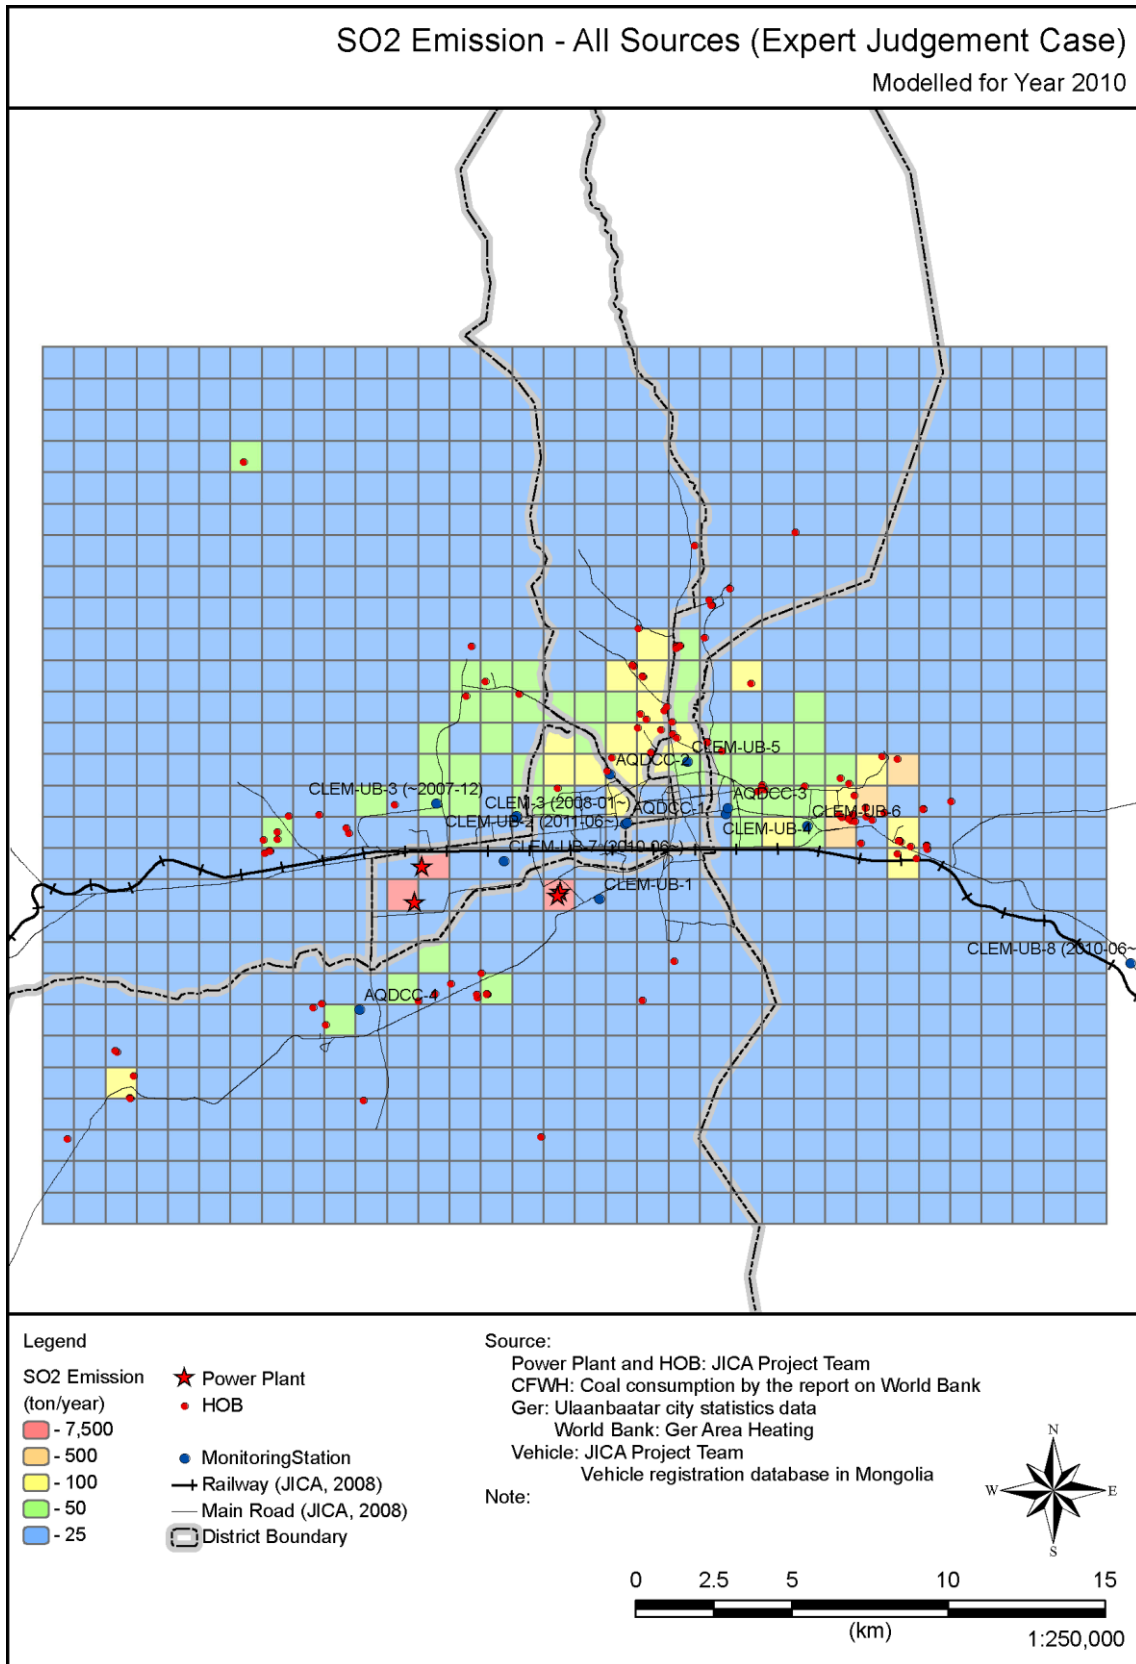 SO2 Emission - All Sources (Expert Judgement Case)
Modelled for Year 2010
CLEM-UB-5
AQDCC-2
CLEM-UB-3 (~2007-12)
AQDCC-3
CLEM-3 (2008-01~)
AQDCC-1
CLEM-UB-6
CLEM-UB-2 (2011-06~)
CLEM-UB-4
CLEM-UB-7 (2010-06~)
CLEM-UB-1
CLEM-UB-8 (2010-06~
AQDCC-4
Legend
SO2 Emission
(ton/year)
- 7,500
- 500
- 100
- 50
- 25
Power Plant
HOB
MonitoringStation
Railway (JICA, 2008)
Main Road (JICA, 2008)
District Boundary
Source:
Power Plant and HOB: JICA Project Team
CFWH: Coal consumption by the report on World Bank
Ger: Ulaanbaatar city statistics data
World Bank: Ger Area Heating
Vehicle: JICA Project Team
Vehicle registration database in Mongolia
Note:
N
W E
S
0 2.5 5 10 15
(km)
1:250,000